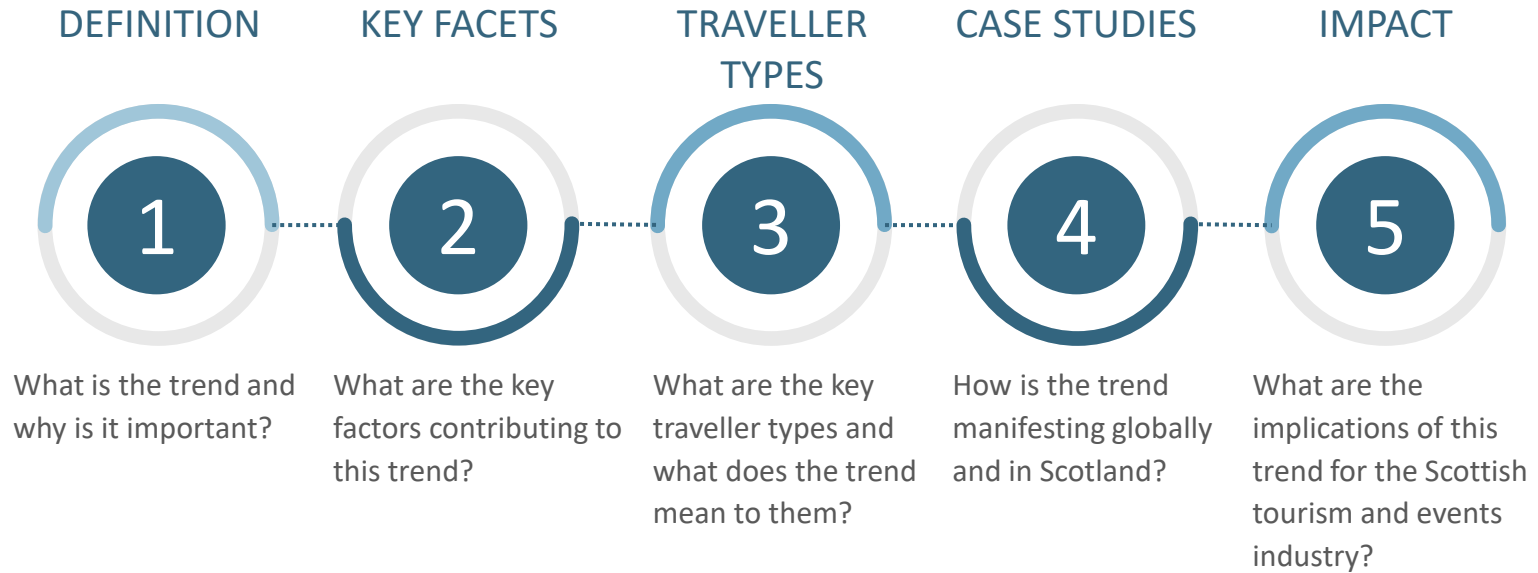 DEFINITION
1
What is the trend and
why is it important?
KEY FACETS
2
What are the key
factors contributing to
this trend?
TRAVELLER
TYPES
3
What are the key
traveller types and
what does the trend
mean to them?
CASE STUDIES
4
How is the trend
manifesting globally
and in Scotland?
IMPACT
5
What are the
implications of this
trend for the Scottish
tourism and events
industry?